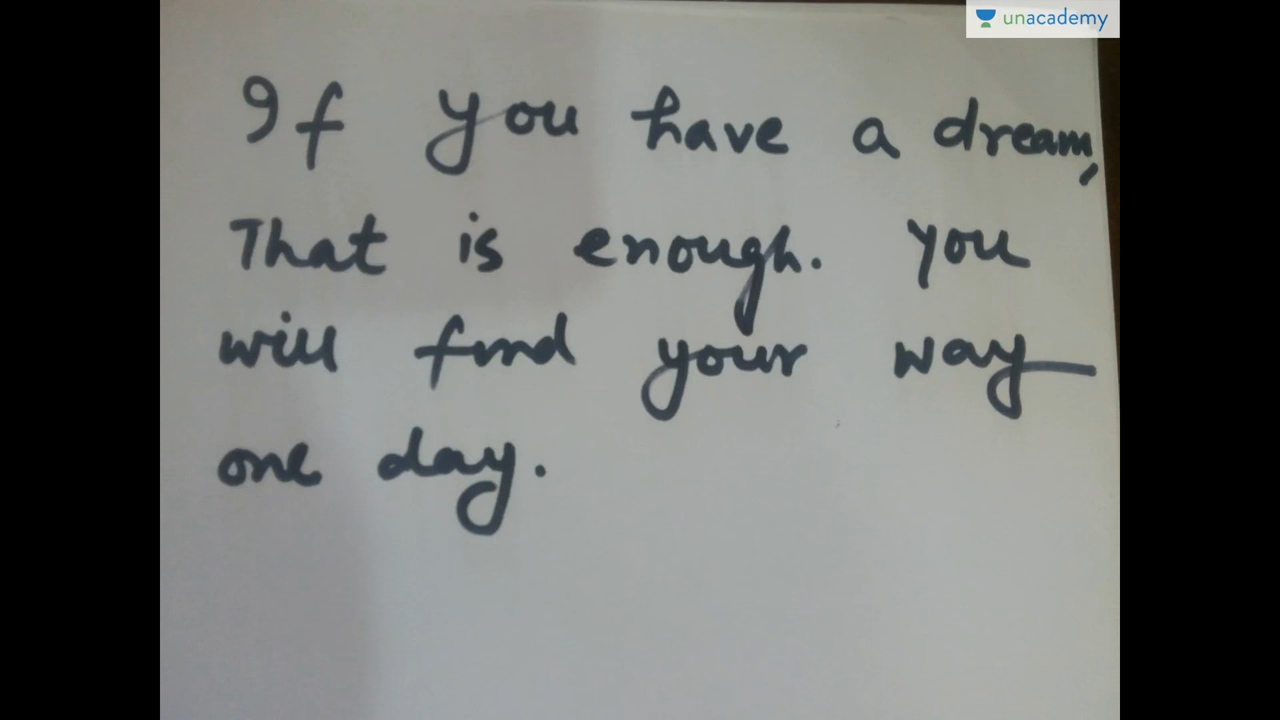 unacademy
If you have a dream,
That is enough. You
will find your way
one day.